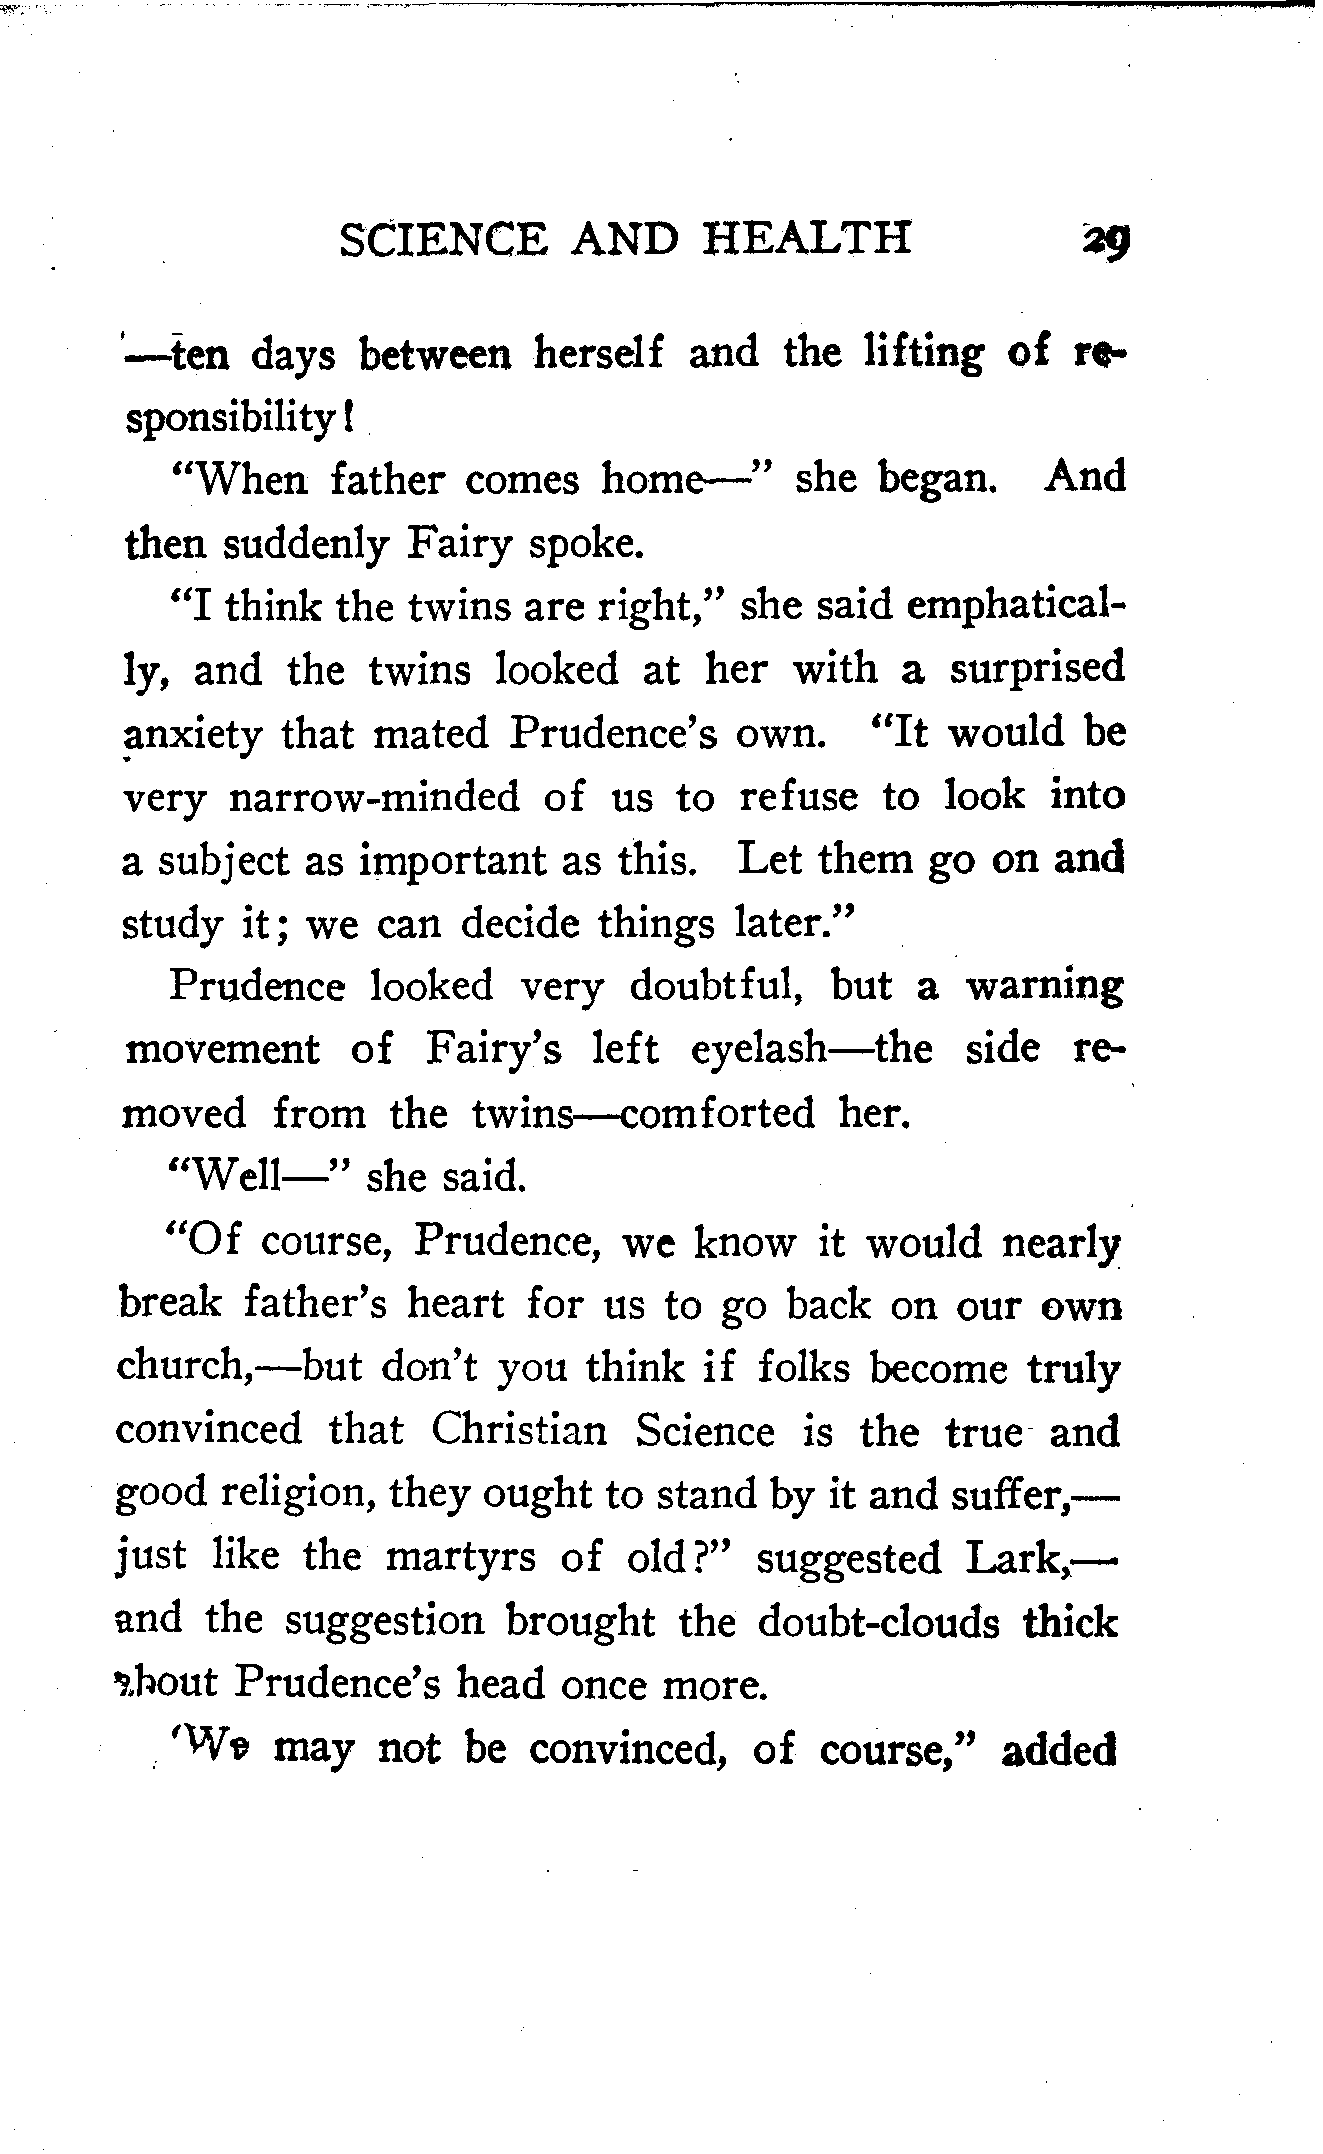 SCIENCE AND HEALTH 29
—ten days between herself and the lifting of re-
sponsibility!
“When father comes home—” she began. And
then suddenly Fairy spoke.
“I think the twins are right,” she said emphatical-
ly, and the twins looked at her with a surprised
anxiety that mated Prudence’s own. “It would be
very narrow-minded of us to refuse to look into
a subject as important as this. Let them go on and
study it; we can decide things later.”
Prudence looked very doubtful, but a warning
movement of Fairy’s left eyelash—the side re-
moved from the twins—comforted her.
“Well—” she said.
“Of course, Prudence, we know it would nearly
break father’s heart for us to go back on our own
church,—but don’t you think if folks become truly
convinced that Christian Science is the true and
good religion, they ought to stand by it and suffer,—
just like the martyrs of old?” suggested Lark,—
and the suggestion brought the doubt-clouds thick
about Prudence’s head once more.
“We may not be convinced, of course,” added